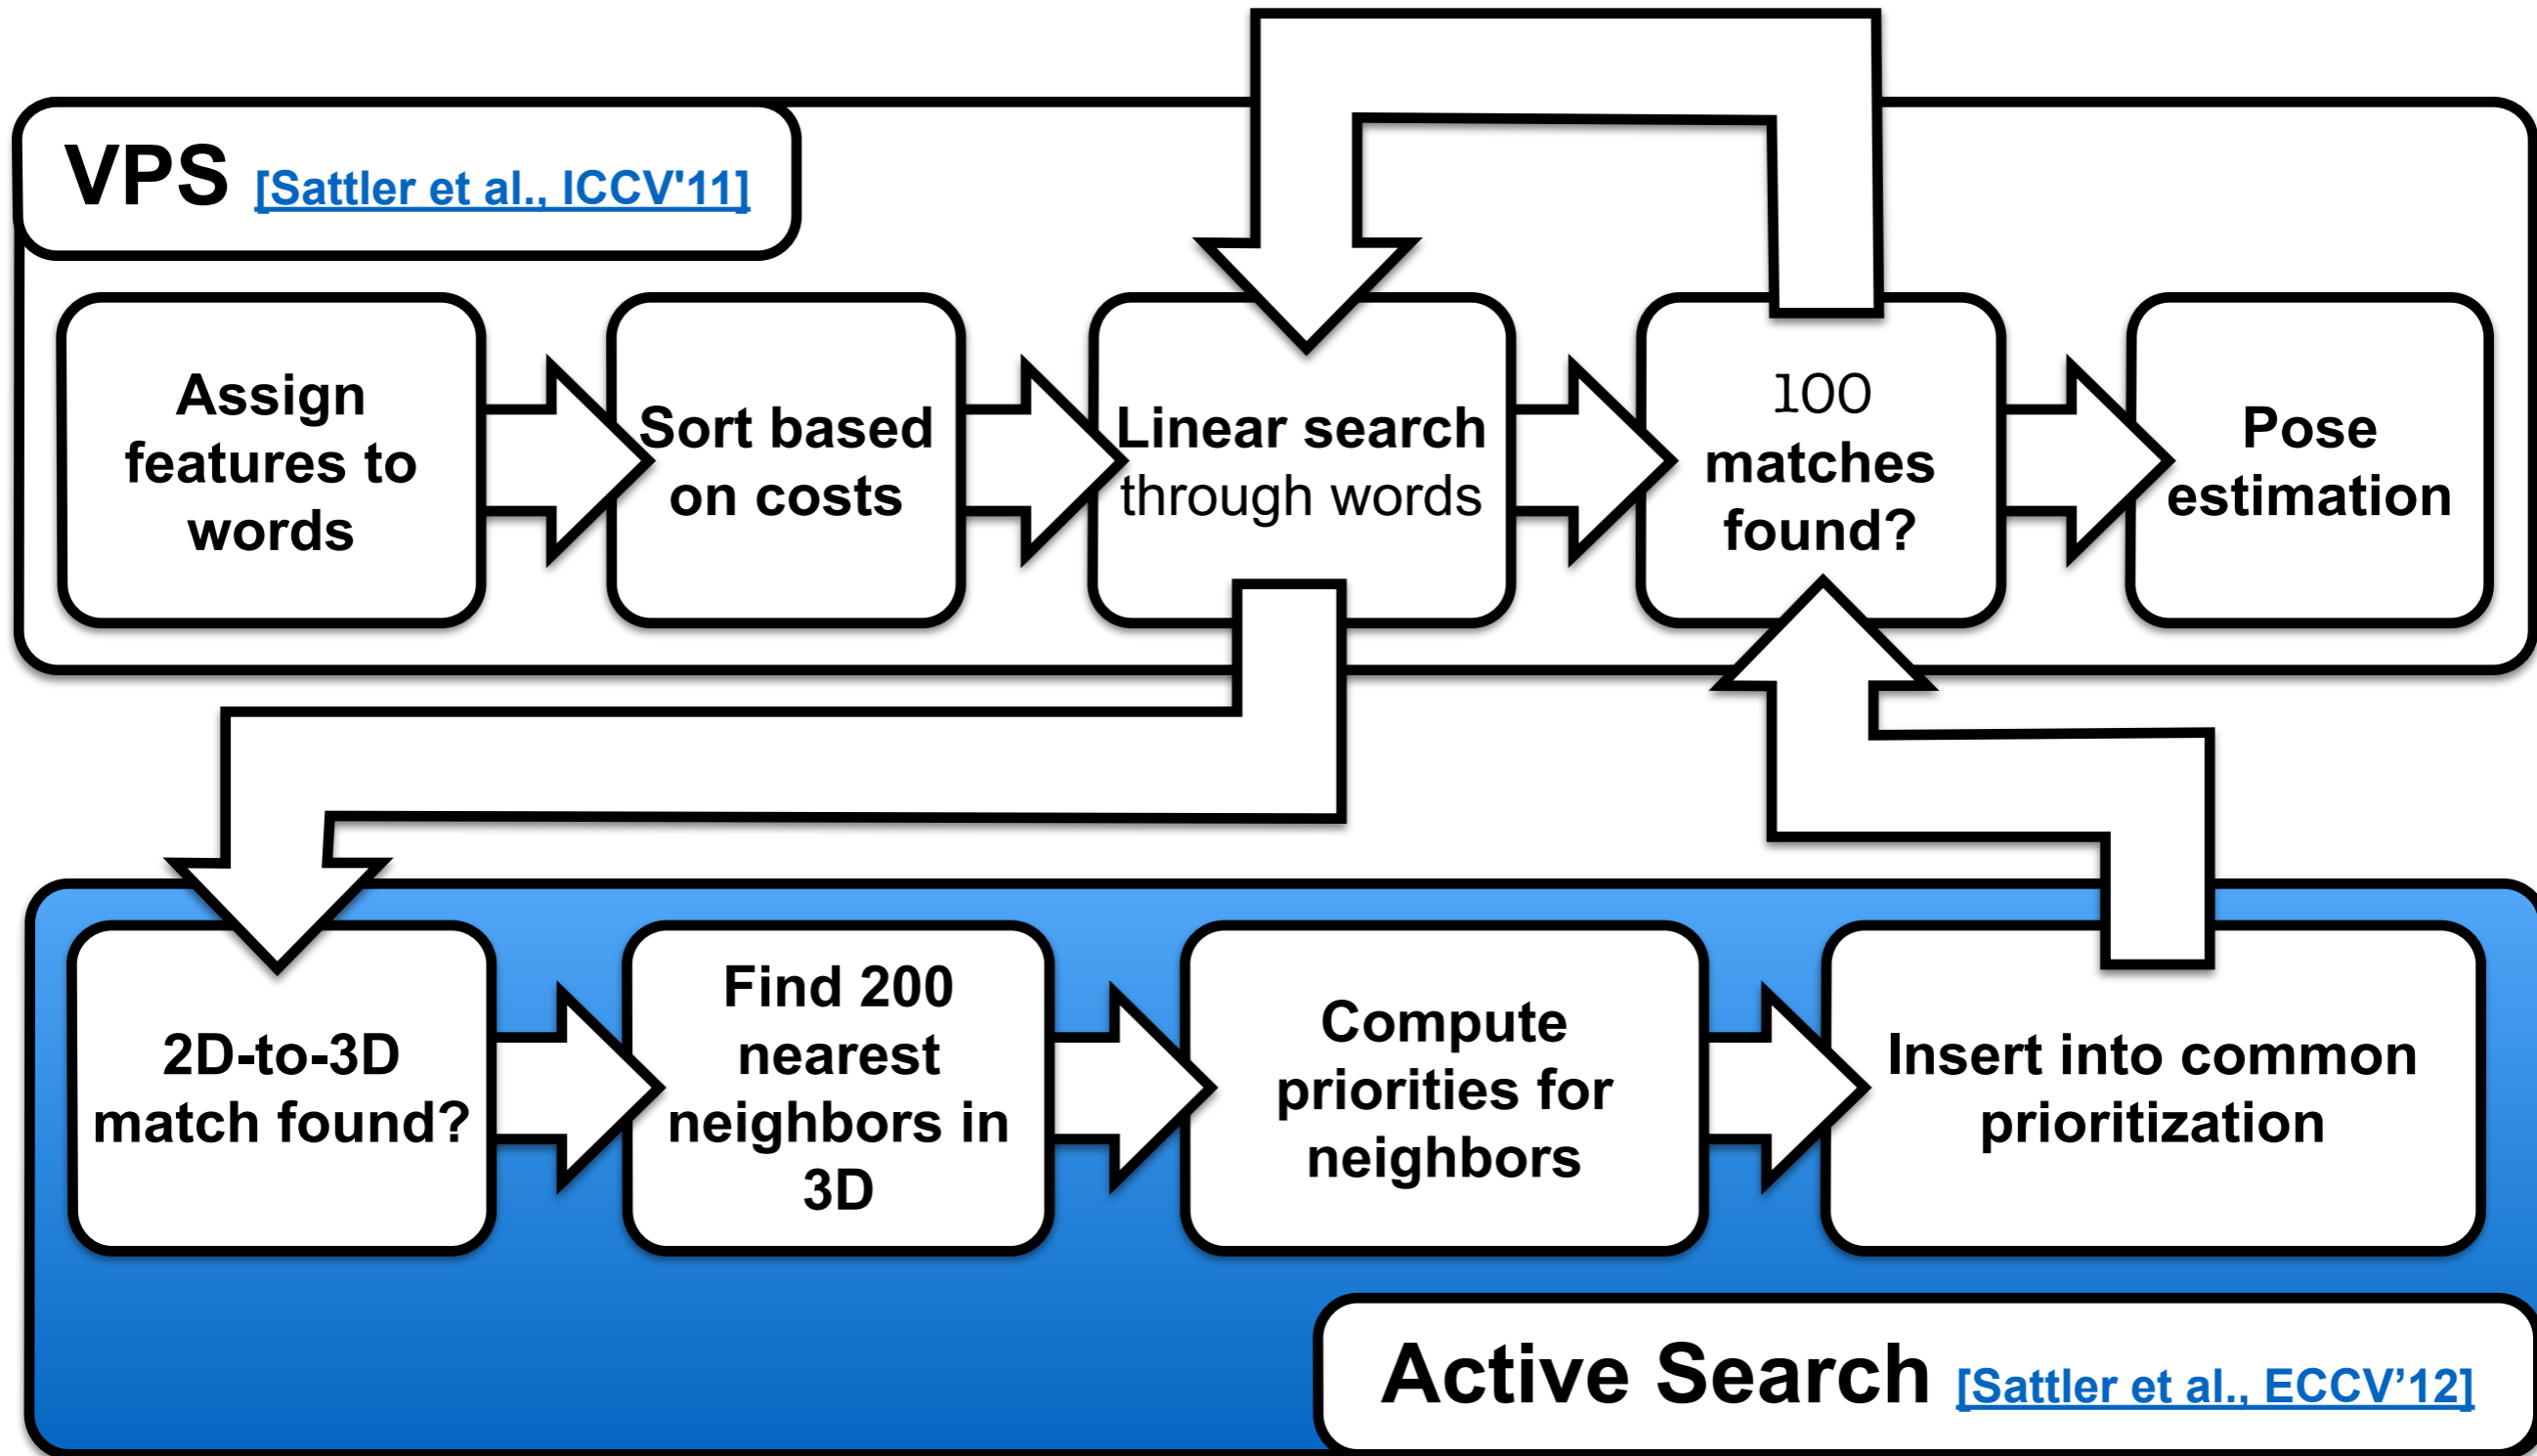 VPS [Sattler et al., ICCV'11]
Assign
features to
words
Sort based
on costs
Linear search
through words
100
matches
found?
Pose
estimation
2D-to-3D
match found?
Find 200
nearest
neighbors in
3D
Compute
priorities for
neighbors
Insert into common
prioritization
Active Search [Sattler et al., ECCV’12]